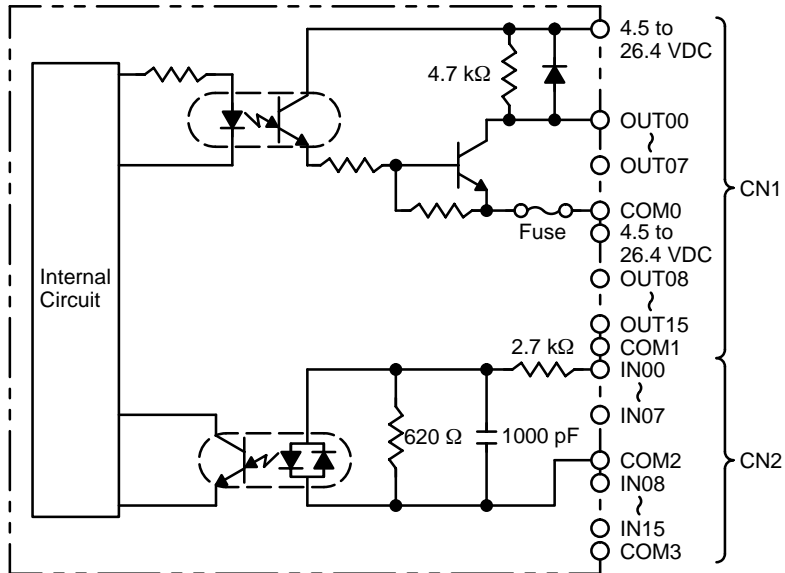 4.5 to
26.4 VDC
4.7 kΩ
OUT00
~
OUT07
CN1
COM0
Fuse
4.5 to
26.4 VDC
Internal
Circuit
OUT08
~
OUT15
2.7 kΩ
COM1
IN00
~
IN07
620 Ω
1000 pF
COM2
CN2
IN08
~
IN15
COM3